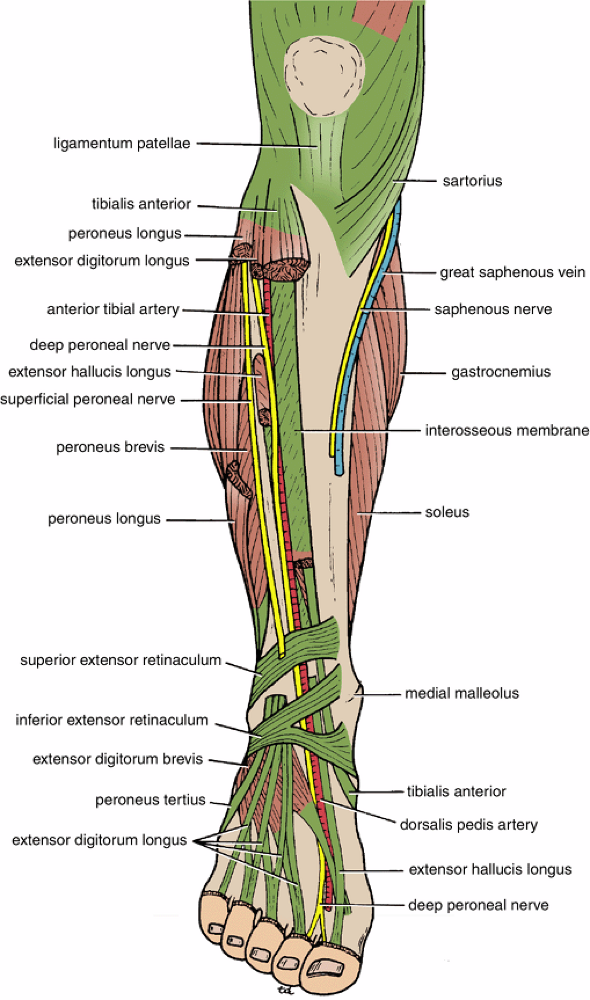 ligamentum patellae
sartorius
tibialis anterior
peroneus longus
extensor digitorum longus
great saphenous vein
anterior tibial artery
saphenous nerve
deep peroneal nerve
extensor hallucis longus
gastrocnemius
superficial peroneal nerve
interosseous membrane
peroneus brevis
soleus
peroneus longus
superior extensor retinaculum
medial malleolus
inferior extensor retinaculum
extensor digitorum brevis
tibialis anterior
peroneus tertius
dorsalis pedis artery
extensor digitorum longus
extensor hallucis longus
deep peroneal nerve